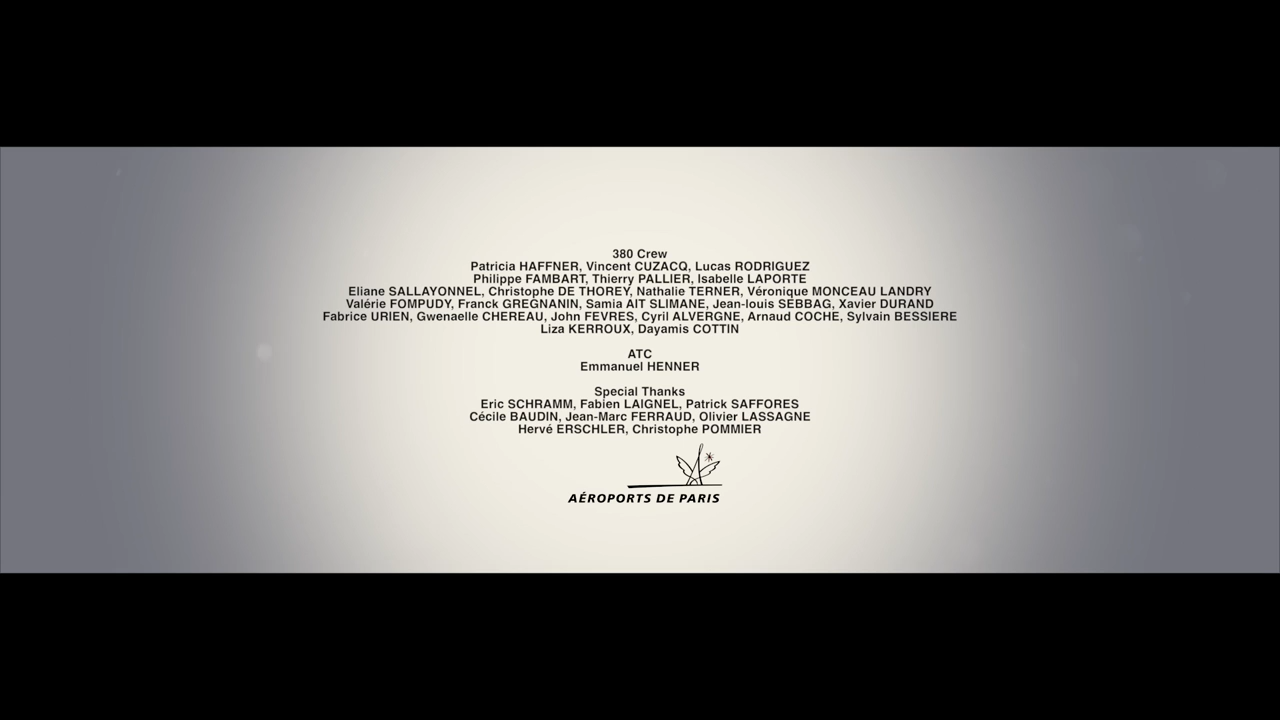 380 Crew
Patricia HAFFNER, Vincent CUZACQ, Lucas RODRIGUEZ
Philippe FAMBART, Thierry PALLIER, Isabelle LAPORTE
Eliane SALLAYONNEL, Christophe DE THOREY, Nathalie TERNER, Véronique MONCEAU LANDRY
Valérie FOMPUDY, Franck GREGNANIN, Samia AIT SLIMANE, Jean-louis SEBBAG, Xavier DURAND
Fabrice URIEN, Gwenaelle CHEREAU, John FEVRES, Cyril ALVERGNE, Arnaud COCHE, Sylvain BESSIERE
Liza KERROUX, Dayamis COTTIN
ATC
Emmanuel HENNER
Special Thanks
Eric SCHRAMM, Fabien LAIGNEL, Patrick SAFFORES
Cécile BAUDIN, Jean-Marc FERRAUD, Olivier LASSAGNE
Hervé ERSCHLER, Christophe POMMIER
AÉROPORTS DE PARIS